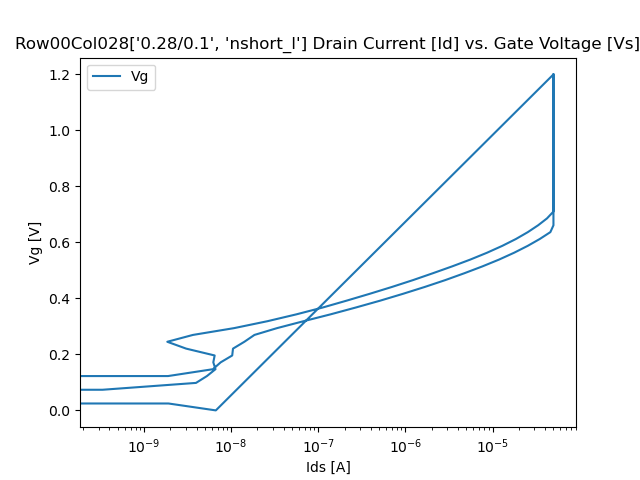 Row00Col028['0.28/0.1', 'nshort_l'] Drain Current [Id] vs. Gate Voltage [Vs]
Vg
1.2
1.0
0.8
0.6
0.4
0.2
0.0
Vg [V]
10⁻⁹ 10⁻⁸ 10⁻⁷ 10⁻⁶ 10⁻⁵
Ids [A]